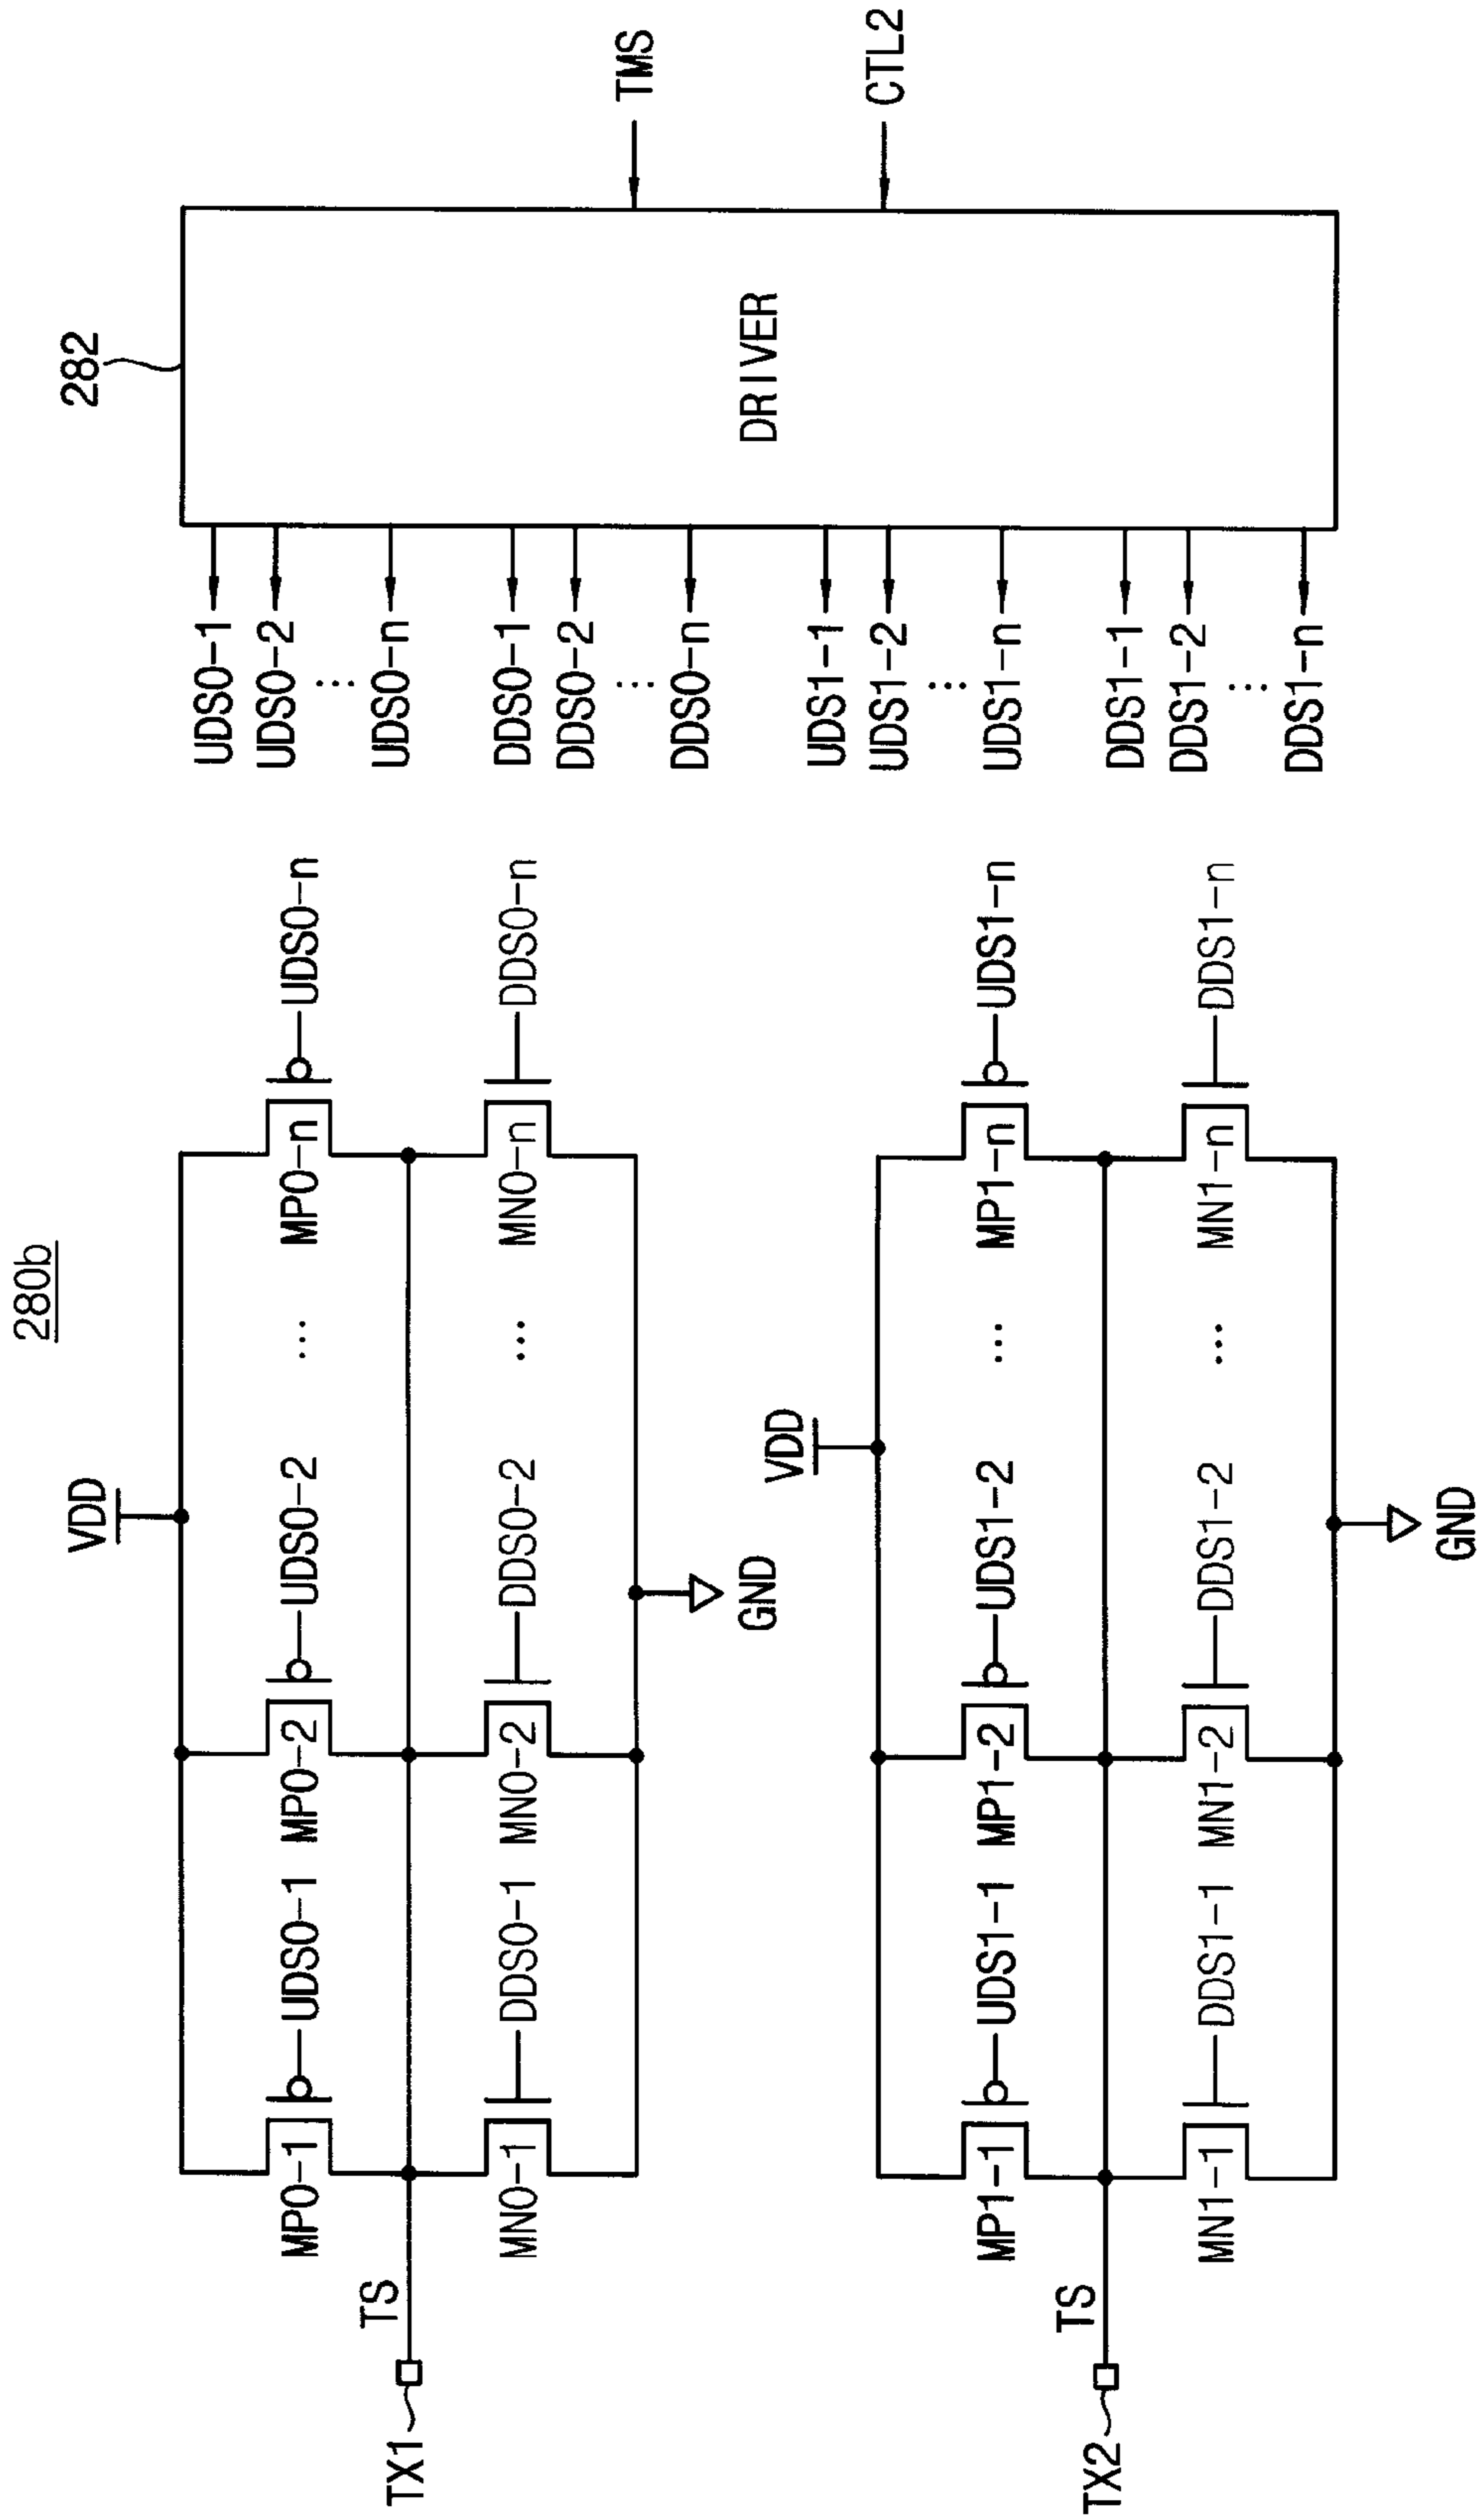 280b
VDD
MP0-1 UDS0-1 MP0-2 UDS0-2 ... MP0-n UDS0-n
TS
TX1
MN0-1 DDS0-1 MN0-2 DDS0-2 ... MN0-n DDS0-n
GND
VDD
MP1-1 UDS1-1 MP1-2 UDS1-2 ... MP1-n UDS1-n
TS
TX2
MN1-1 DDS1-1 MN1-2 DDS1-2 ... MN1-n DDS1-n
GND
282
UDS0-1
UDS0-2
...
UDS0-n
DDS0-1
DDS0-2
...
DDS0-n
UDS1-1
UDS1-2
...
UDS1-n
DDS1-1
DDS1-2
...
DDS1-n
DRIVER
TMS
CTL2